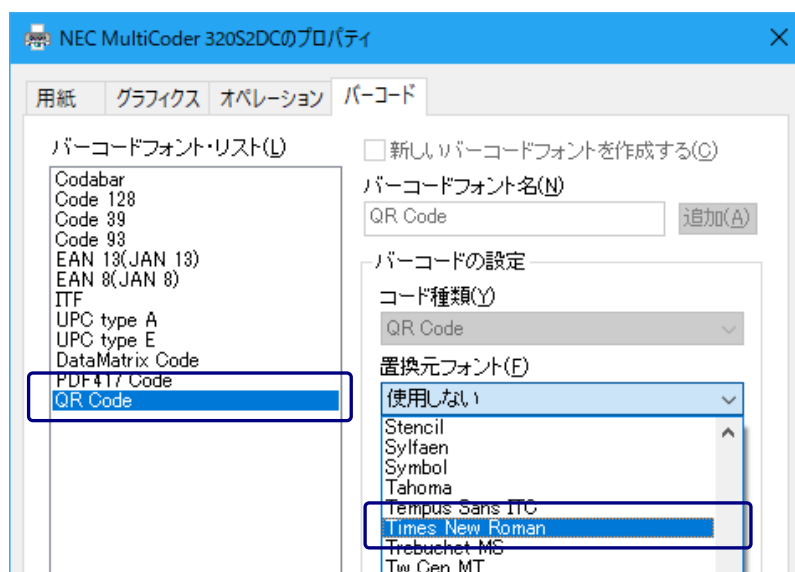 NEC MultiCoder 320S2DCのプロパティ
用紙 グラフィクス オペレーション バーコード
バーコードフォント・リスト(L)
Codabar
Code 128
Code 39
Code 93
EAN 13(JAN 13)
EAN 8(JAN 8)
ITF
UPC type A
UPC type E
DataMatrix Code
PDF417 Code
QR Code
新しいバーコードフォントを作成する(C)
バーコードフォント名(N)
QR Code 追加(A)
バーコードの設定
コード種類(Y)
QR Code
置換元フォント(F)
使用しない
Stencil
Sylfaen
Symbol
Tahoma
Tempus Sans ITC
Times New Roman
Trebuchet MS
Tw Cen MT